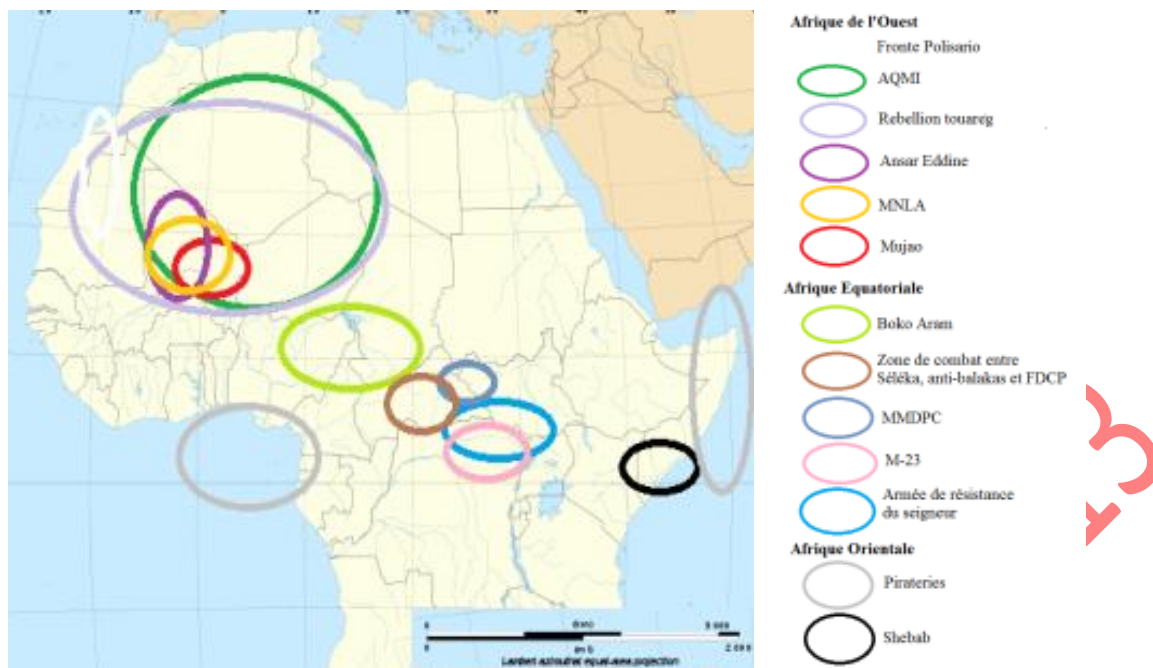 Afrique de l'Ouest
Fronte Polisario
AQMI
Rebellion touareg
Ansar Eddine
MNLA
Mujao
Afrique Equatoriale
Boko Aram
Zone de combat entre
Séléka, anti-balakas et FDCP
MMDPC
M-23
Armée de résistance
du seigneur
Afrique Orientale
Pirateries
Shebab
Lambert azimuthal equal-area projection